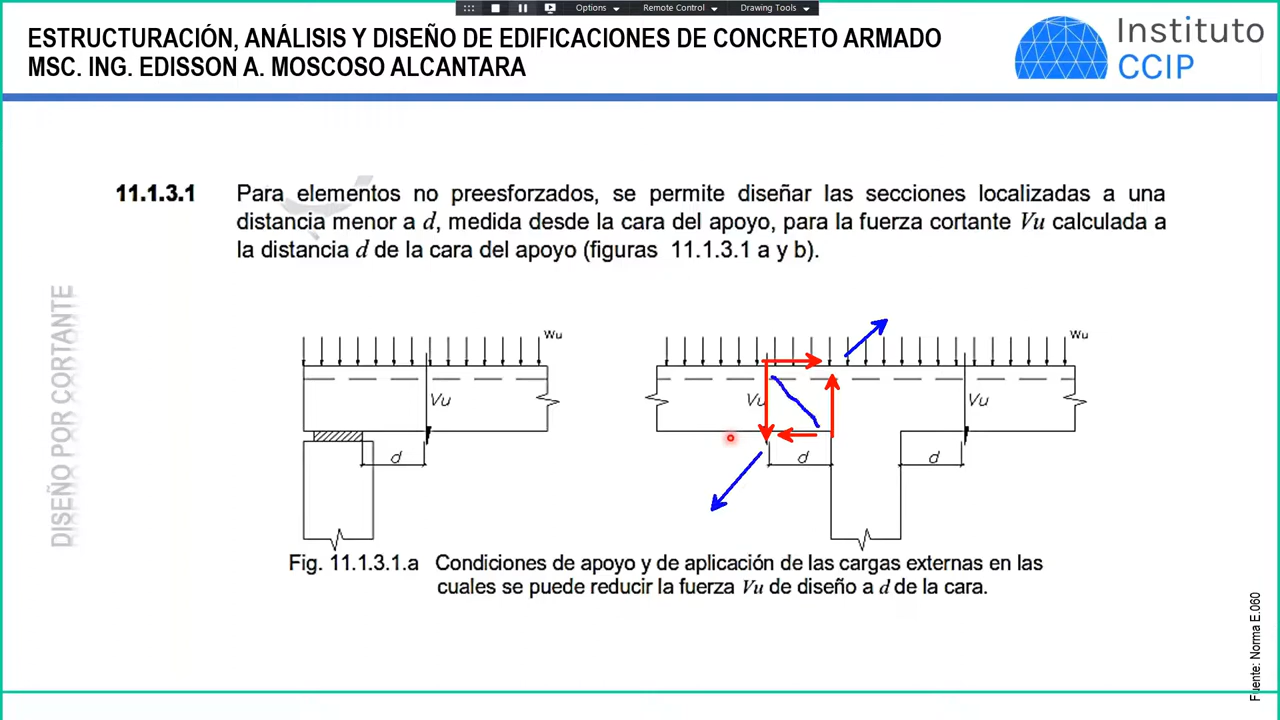 Options
Remote Control
Drawing Tools
ESTRUCTURACIÓN, ANÁLISIS Y DISEÑO DE EDIFICACIONES DE CONCRETO ARMADO
MSC. ING. EDISSON A. MOSCOSO ALCANTARA
Instituto
CCIP
11.1.3.1 Para elementos no preesforzados, se permite diseñar las secciones localizadas a una
distancia menor a d, medida desde la cara del apoyo, para la fuerza cortante Vu calculada a
la distancia d de la cara del apoyo (figuras 11.1.3.1 a y b).
DISEÑO POR CORTANTE
Wu
Wu
Vu
Vu
Vu
d
d
d
Fig. 11.1.3.1.a Condiciones de apoyo y de aplicación de las cargas externas en las
cuales se puede reducir la fuerza Vu de diseño a d de la cara.
Fuente: Norma E.060